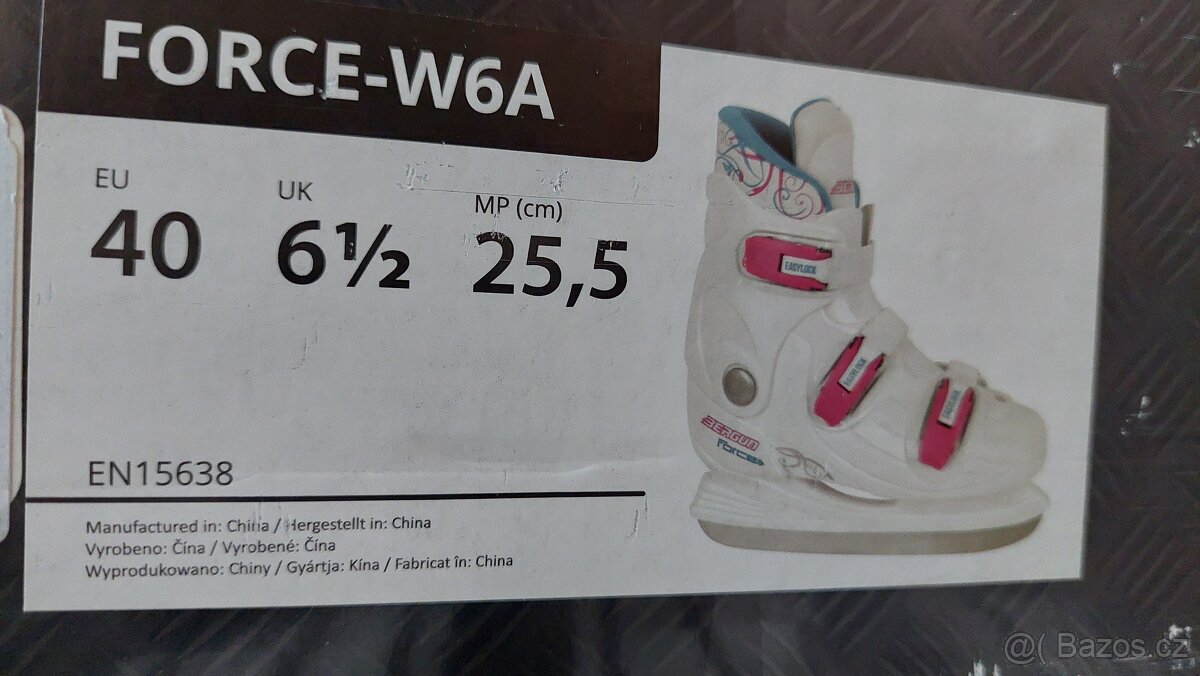 FORCE-W6A
EU
40
UK
6½
MP (cm)
25,5
EASYLOCK
EASYLOCK
EASYLOCK
BERGUN
Force
EN15638
Manufactured in: China / Hergestellt in: China
Vyrobeno: Čína / Vyrobené: Čína
Wyprodukowano: Chiny / Gyártja: Kína / Fabricat în: China
@( Bazos.cz